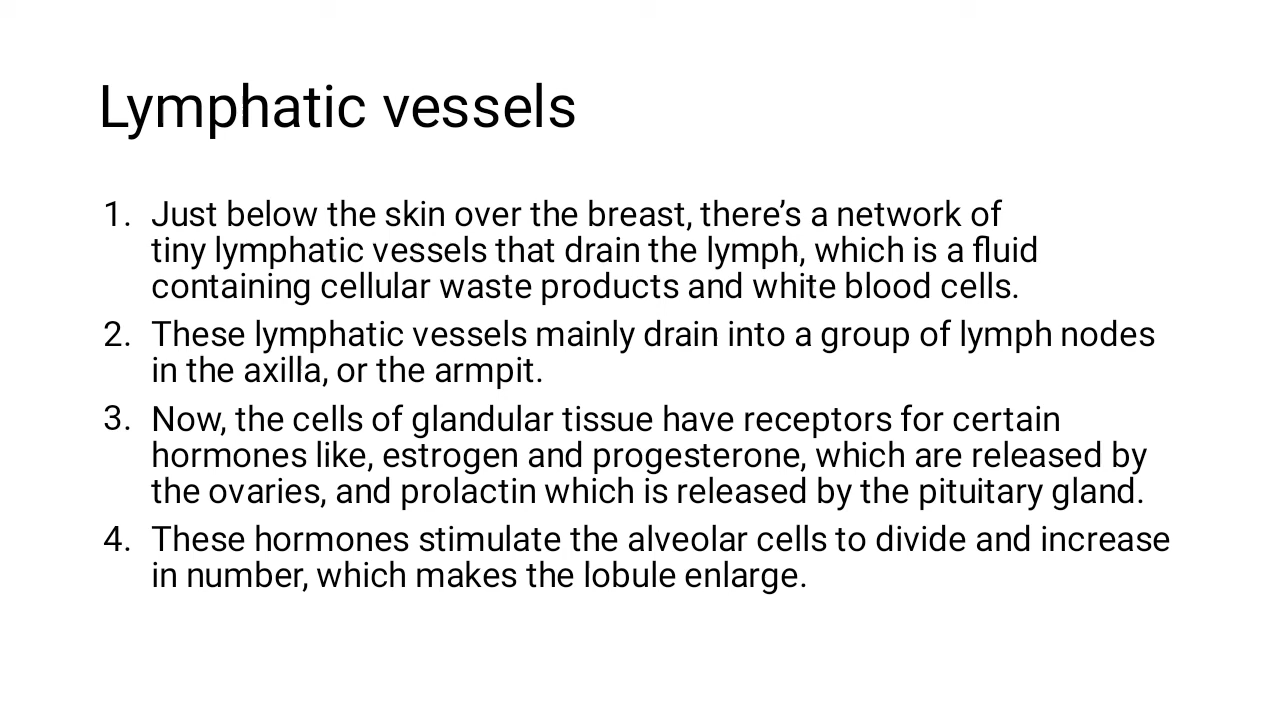 Lymphatic vessels
1. Just below the skin over the breast, there’s a network of
tiny lymphatic vessels that drain the lymph, which is a fluid
containing cellular waste products and white blood cells.
2. These lymphatic vessels mainly drain into a group of lymph nodes
in the axilla, or the armpit.
3. Now, the cells of glandular tissue have receptors for certain
hormones like, estrogen and progesterone, which are released by
the ovaries, and prolactin which is released by the pituitary gland.
4. These hormones stimulate the alveolar cells to divide and increase
in number, which makes the lobule enlarge.